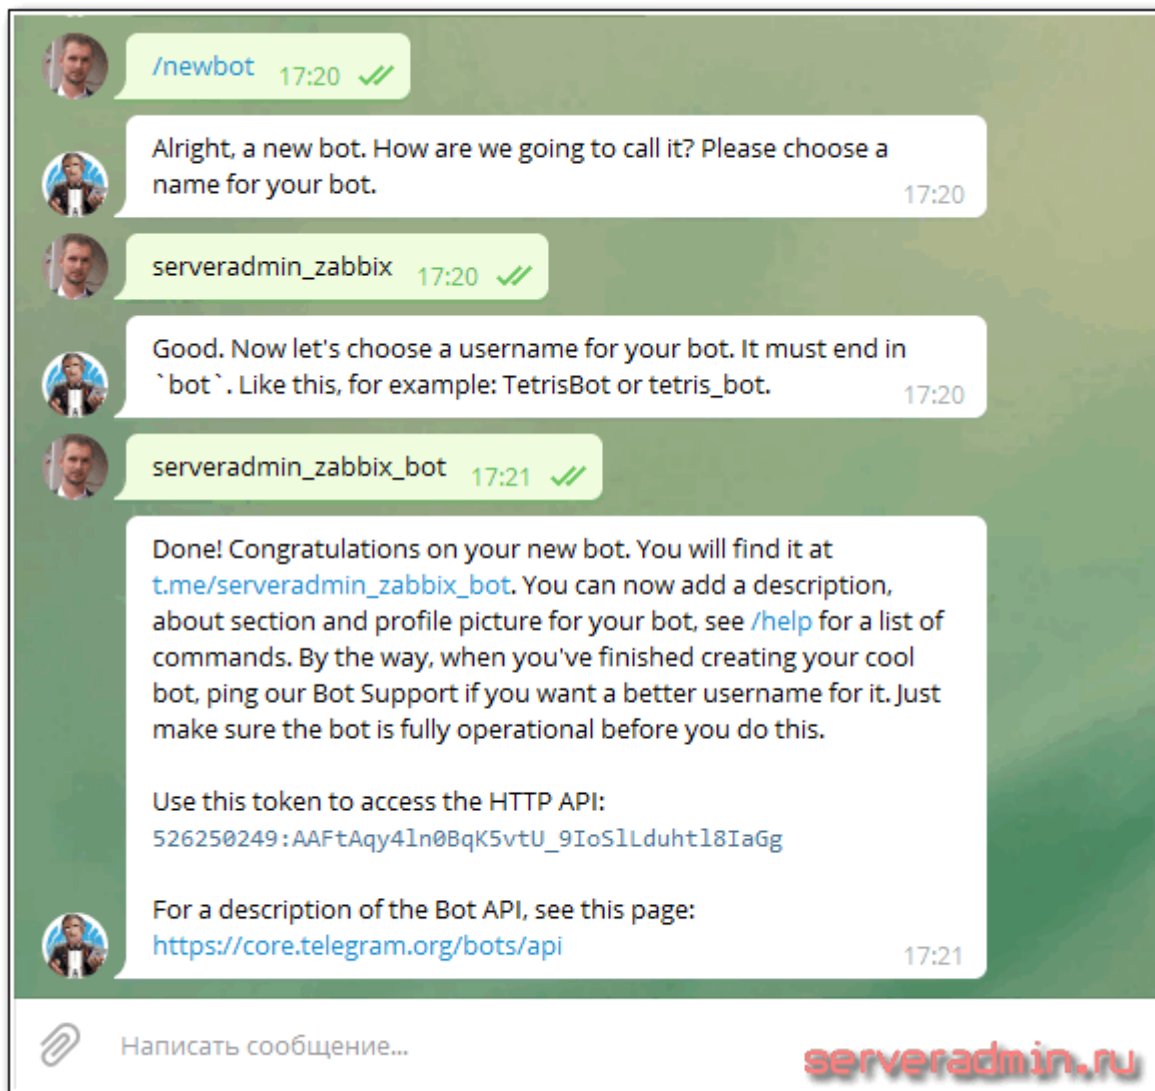 /newbot 17:20
Alright, a new bot. How are we going to call it? Please choose a
name for your bot.
17:20
serveradmin_zabbix 17:20
Good. Now let's choose a username for your bot. It must end in
`bot`. Like this, for example: TetrisBot or tetris_bot.
17:20
serveradmin_zabbix_bot 17:21
Done! Congratulations on your new bot. You will find it at
t.me/serveradmin_zabbix_bot. You can now add a description,
about section and profile picture for your bot, see /help for a list of
commands. By the way, when you've finished creating your cool
bot, ping our Bot Support if you want a better username for it. Just
make sure the bot is fully operational before you do this.
Use this token to access the HTTP API:
526250249:AAFtAqy4ln0BqK5vtU_9IoSlLduhtl8IaGg
For a description of the Bot API, see this page:
https://core.telegram.org/bots/api
17:21
Написать сообщение...
serveradmin.ru